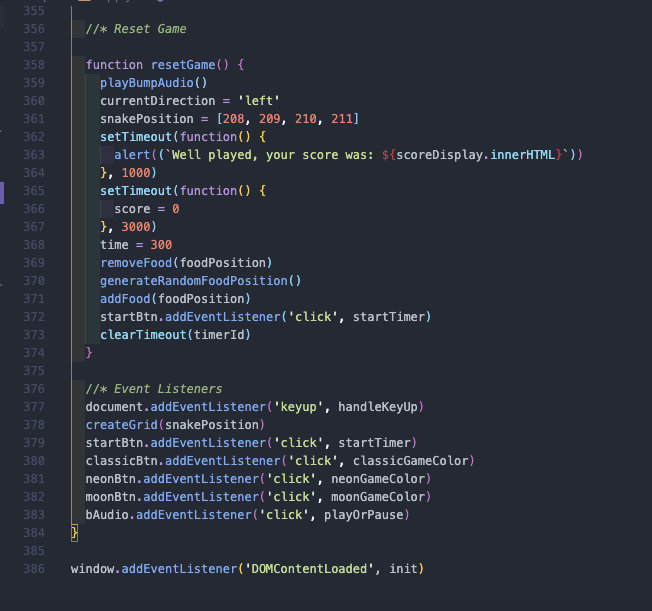 355
356 //* Reset Game
357
358 function resetGame() {
359 playBumpAudio()
360 currentDirection = 'left'
361 snakePosition = [208, 209, 210, 211]
362 setTimeout(function() {
363 alert((`Well played, your score was: ${scoreDisplay.innerHTML}`))
364 }, 1000)
365 setTimeout(function() {
366 score = 0
367 }, 3000)
368 time = 300
369 removeFood(foodPosition)
370 generateRandomFoodPosition()
371 addFood(foodPosition)
372 startBtn.addEventListener('click', startTimer)
373 clearTimeout(timerId)
374 }
375
376 //* Event Listeners
377 document.addEventListener('keyup', handleKeyUp)
378 createGrid(snakePosition)
379 startBtn.addEventListener('click', startTimer)
380 classicBtn.addEventListener('click', classicGameColor)
381 neonBtn.addEventListener('click', neonGameColor)
382 moonBtn.addEventListener('click', moonGameColor)
383 bAudio.addEventListener('click', playOrPause)
384 }
385
386 window.addEventListener('DOMContentLoaded', init)